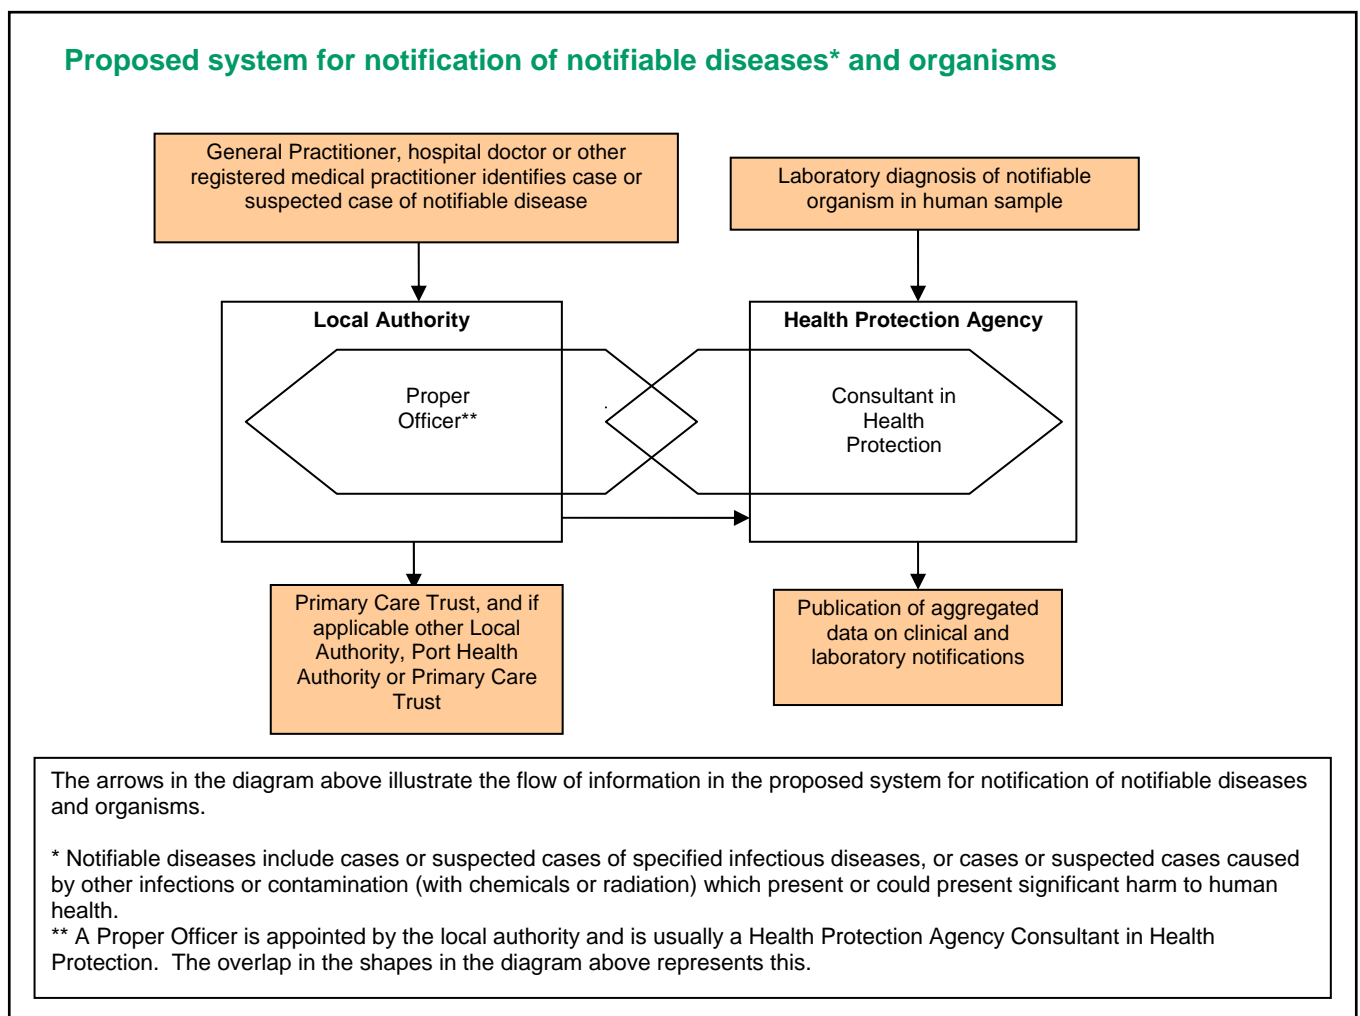 Proposed system for notification of notifiable diseases* and organisms
General Practitioner, hospital doctor or other
registered medical practitioner identifies case or
suspected case of notifiable disease
Laboratory diagnosis of notifiable
organism in human sample
Local Authority
Health Protection Agency
Proper
Officer**
Consultant in
Health
Protection
Primary Care Trust, and if
applicable other Local
Authority, Port Health
Authority or Primary Care
Trust
Publication of aggregated
data on clinical and
laboratory notifications
The arrows in the diagram above illustrate the flow of information in the proposed system for notification of notifiable diseases
and organisms.
* Notifiable diseases include cases or suspected cases of specified infectious diseases, or cases or suspected cases caused
by other infections or contamination (with chemicals or radiation) which present or could present significant harm to human
health.
** A Proper Officer is appointed by the local authority and is usually a Health Protection Agency Consultant in Health
Protection.  The overlap in the shapes in the diagram above represents this.